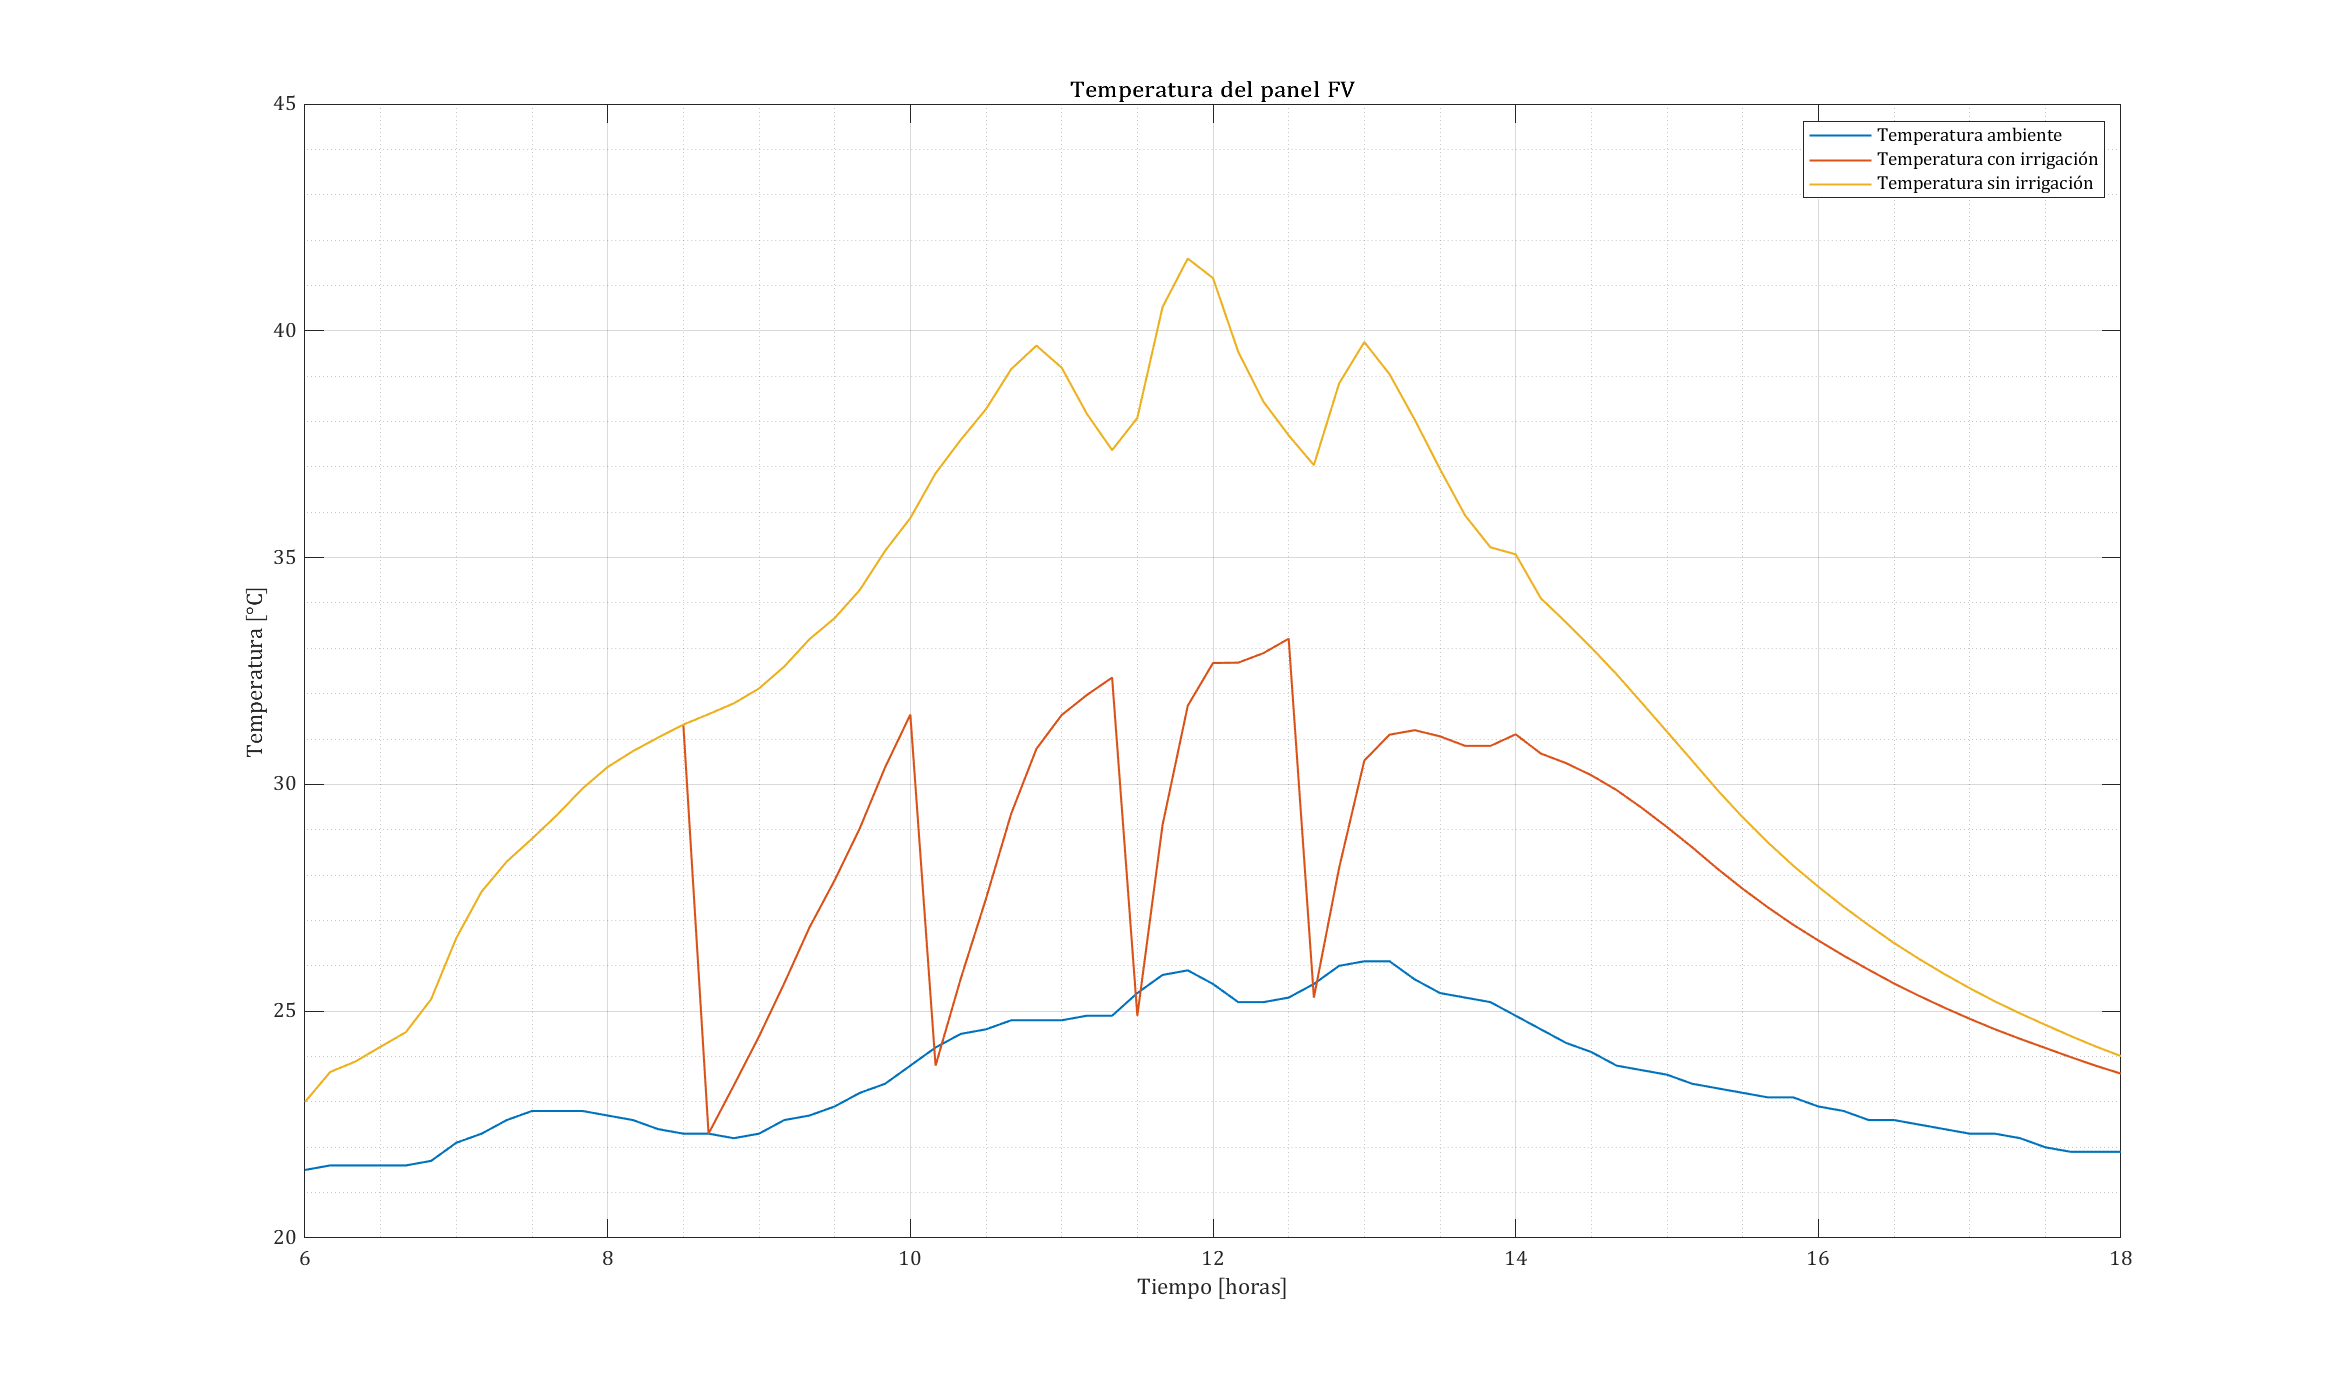 Temperatura del panel FV
45
40
35
30
25
20
Temperatura [°C]
Temperatura ambiente
Temperatura con irrigación
Temperatura sin irrigación
6 8 10 12 14 16 18
Tiempo [horas]